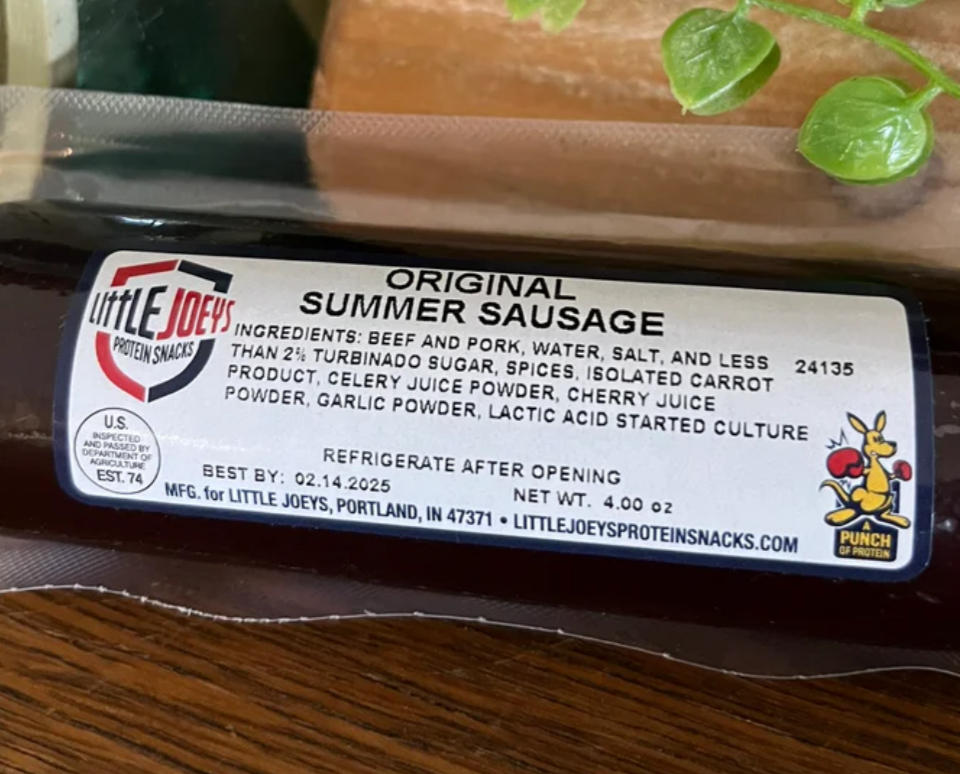 LITTLE JOEYS
PROTEIN SNACKS
ORIGINAL
SUMMER SAUSAGE
INGREDIENTS: BEEF AND PORK, WATER, SALT, AND LESS
THAN 2% TURBINADO SUGAR, SPICES, ISOLATED CARROT
PRODUCT, CELERY JUICE POWDER, CHERRY JUICE
POWDER, GARLIC POWDER, LACTIC ACID STARTED CULTURE
24135
U.S.
INSPECTED
AND PASSED BY
DEPARTMENT OF
AGRICULTURE
EST. 74
REFRIGERATE AFTER OPENING
BEST BY: 02.14.2025 NET WT. 4.00 oz
MFG. for LITTLE JOEYS, PORTLAND, IN 47371 • LITTLEJOEYSPROTEINSNACKS.COM
A
PUNCH
OF PROTEIN